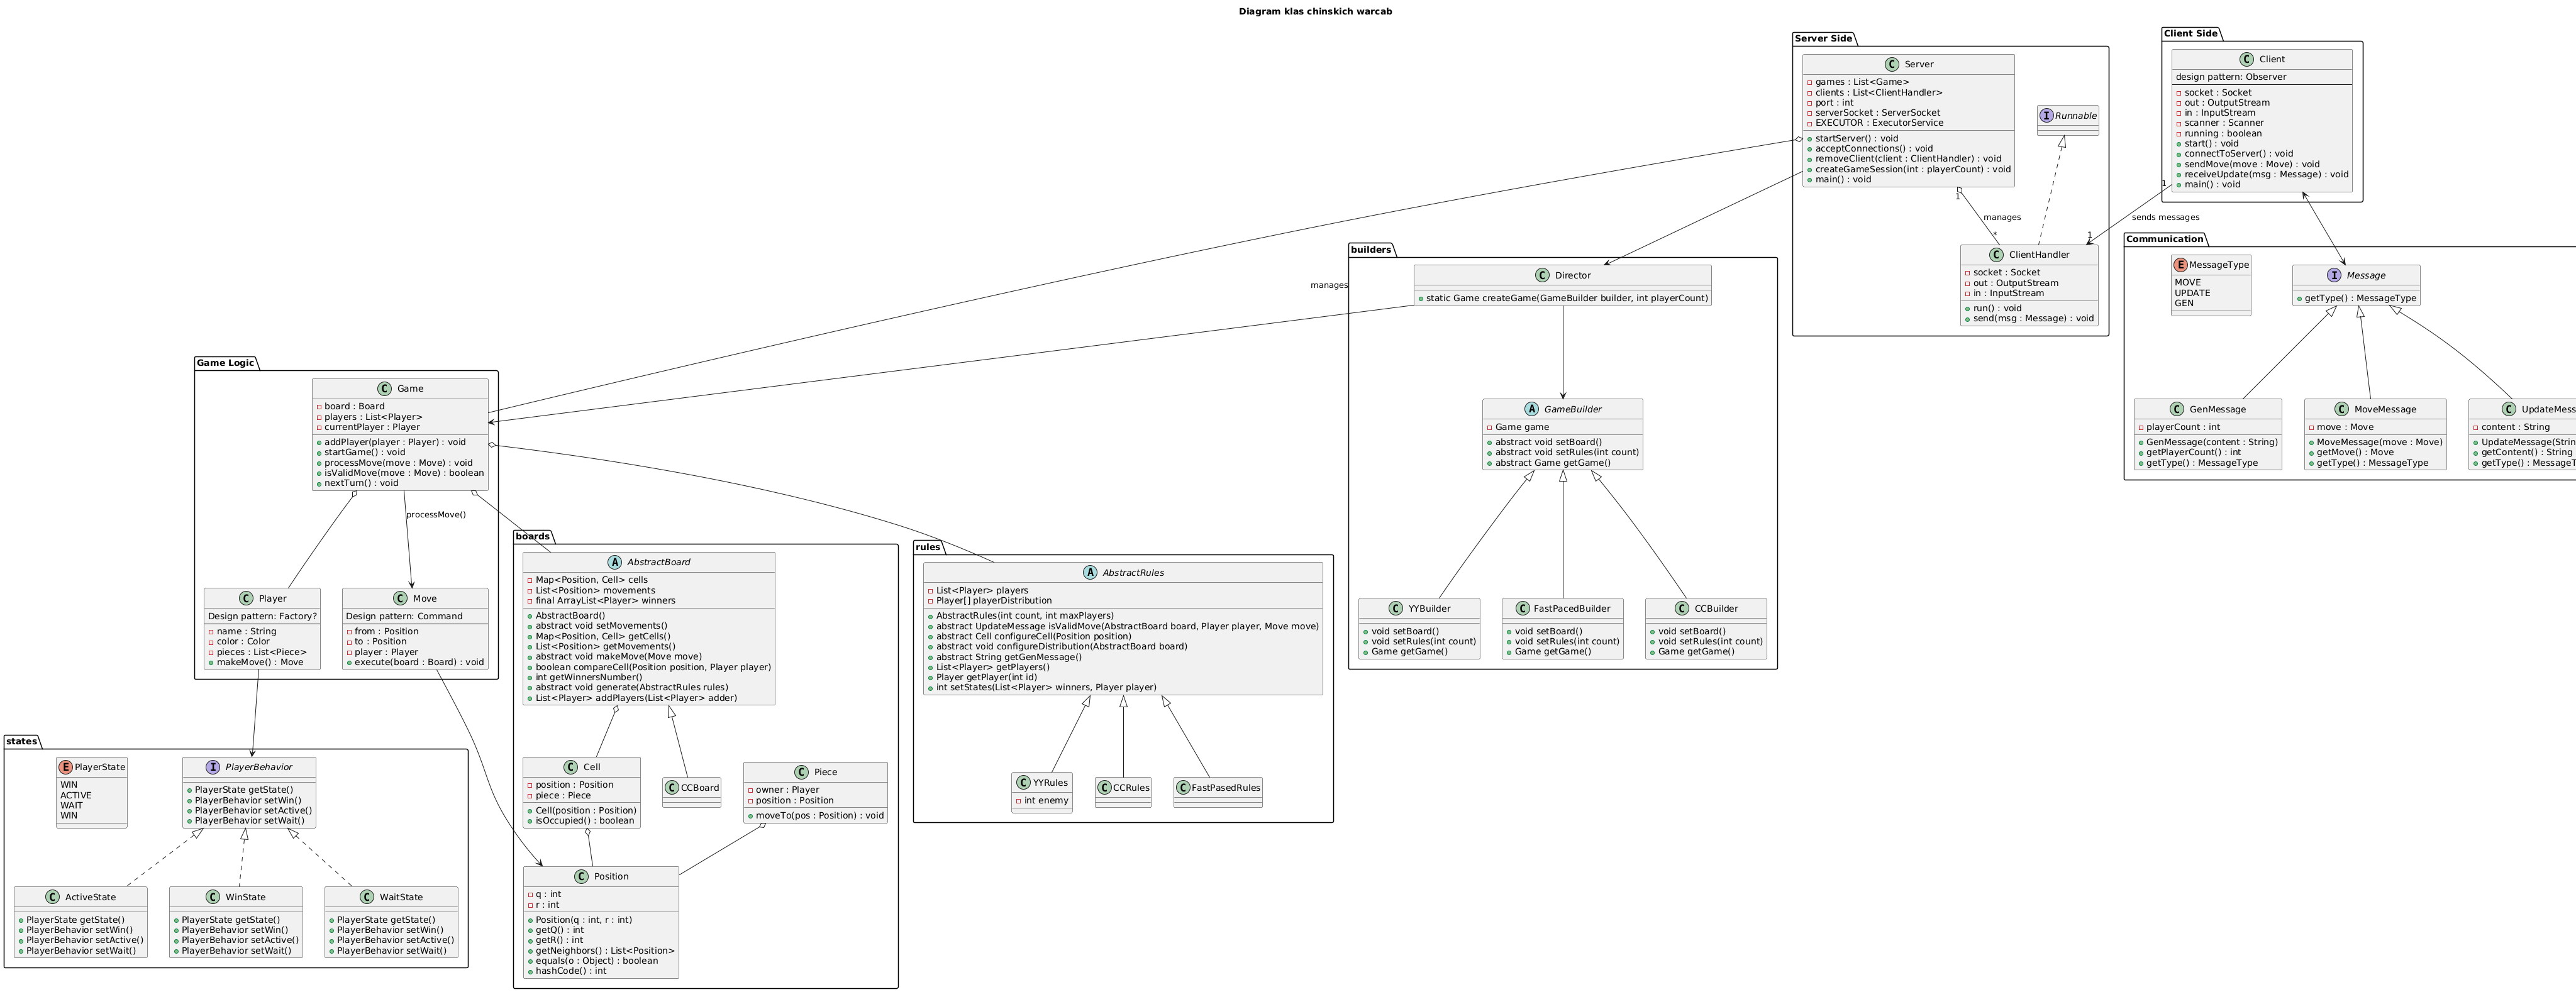 Diagram klas chinskich warcab
Server Side
Server
games : List<Game>
clients : List<ClientHandler>
port : int
serverSocket : ServerSocket
EXECUTOR : ExecutorService
startServer() : void
acceptConnections() : void
removeClient(client : ClientHandler) : void
createGameSession(int : playerCount) : void
main() : void
Runnable
ClientHandler
socket : Socket
out : OutputStream
in : InputStream
run() : void
send(msg : Message) : void
1
manages
*
Client Side
Client
design pattern: Observer
socket : Socket
out : OutputStream
in : InputStream
scanner : Scanner
running : boolean
start() : void
connectToServer() : void
sendMove(move : Move) : void
receiveUpdate(msg : Message) : void
main() : void
1
sends messages
1
Communication
MessageType
MOVE
UPDATE
GEN
Message
getType() : MessageType
GenMessage
playerCount : int
GenMessage(content : String)
getPlayerCount() : int
getType() : MessageType
MoveMessage
move : Move
MoveMessage(move : Move)
getMove() : Move
getType() : MessageType
UpdateMess
content : String
UpdateMessage(Strin
getContent() : String
getType() : MessageT
manages
builders
Director
static Game createGame(GameBuilder builder, int playerCount)
GameBuilder
Game game
abstract void setBoard()
abstract void setRules(int count)
abstract Game getGame()
YYBuilder
void setBoard()
void setRules(int count)
Game getGame()
FastPacedBuilder
void setBoard()
void setRules(int count)
Game getGame()
CCBuilder
void setBoard()
void setRules(int count)
Game getGame()
Game Logic
Game
board : Board
players : List<Player>
currentPlayer : Player
addPlayer(player : Player) : void
startGame() : void
processMove(move : Move) : void
isValidMove(move : Move) : boolean
nextTurn() : void
processMove()
Player
Design pattern: Factory?
name : String
color : Color
pieces : List<Piece>
makeMove() : Move
Move
Design pattern: Command
from : Position
to : Position
player : Player
execute(board : Board) : void
boards
AbstractBoard
Map<Position, Cell> cells
List<Position> movements
final ArrayList<Player> winners
AbstractBoard()
abstract void setMovements()
Map<Position, Cell> getCells()
List<Position> getMovements()
abstract void makeMove(Move move)
boolean compareCell(Position position, Player player)
int getWinnersNumber()
abstract void generate(AbstractRules rules)
List<Player> addPlayers(List<Player> adder)
Cell
position : Position
piece : Piece
Cell(position : Position)
isOccupied() : boolean
CCBoard
Piece
owner : Player
position : Position
moveTo(pos : Position) : void
Position
q : int
r : int
Position(q : int, r : int)
getQ() : int
getR() : int
getNeighbors() : List<Position>
equals(o : Object) : boolean
hashCode() : int
rules
AbstractRules
List<Player> players
Player[] playerDistribution
AbstractRules(int count, int maxPlayers)
abstract UpdateMessage isValidMove(AbstractBoard board, Player player, Move move)
abstract Cell configureCell(Position position)
abstract void configureDistribution(AbstractBoard board)
abstract String getGenMessage()
List<Player> getPlayers()
Player getPlayer(int id)
int setStates(List<Player> winners, Player player)
YYRules
int enemy
CCRules
FastPasedRules
states
PlayerState
WIN
ACTIVE
WAIT
WIN
PlayerBehavior
PlayerState getState()
PlayerBehavior setWin()
PlayerBehavior setActive()
PlayerBehavior setWait()
ActiveState
PlayerState getState()
PlayerBehavior setWin()
PlayerBehavior setActive()
PlayerBehavior setWait()
WinState
PlayerState getState()
PlayerBehavior setWin()
PlayerBehavior setActive()
PlayerBehavior setWait()
WaitState
PlayerState getState()
PlayerBehavior setWin()
PlayerBehavior setActive()
PlayerBehavior setWait()